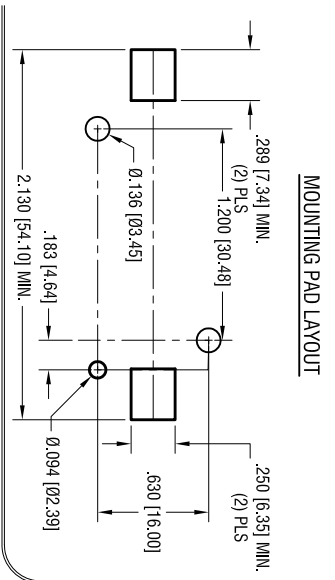 MOUNTING PAD LAYOUT
.289 [7.34] MIN.
(2) PLS
1.200 [30.48]
Ø.136 [Ø3.45]
2.130 [54.10] MIN.
.183 [4.64]
Ø.094 [Ø2.39]
.630 [16.00]
.250 [6.35] MIN.
(2) PLS